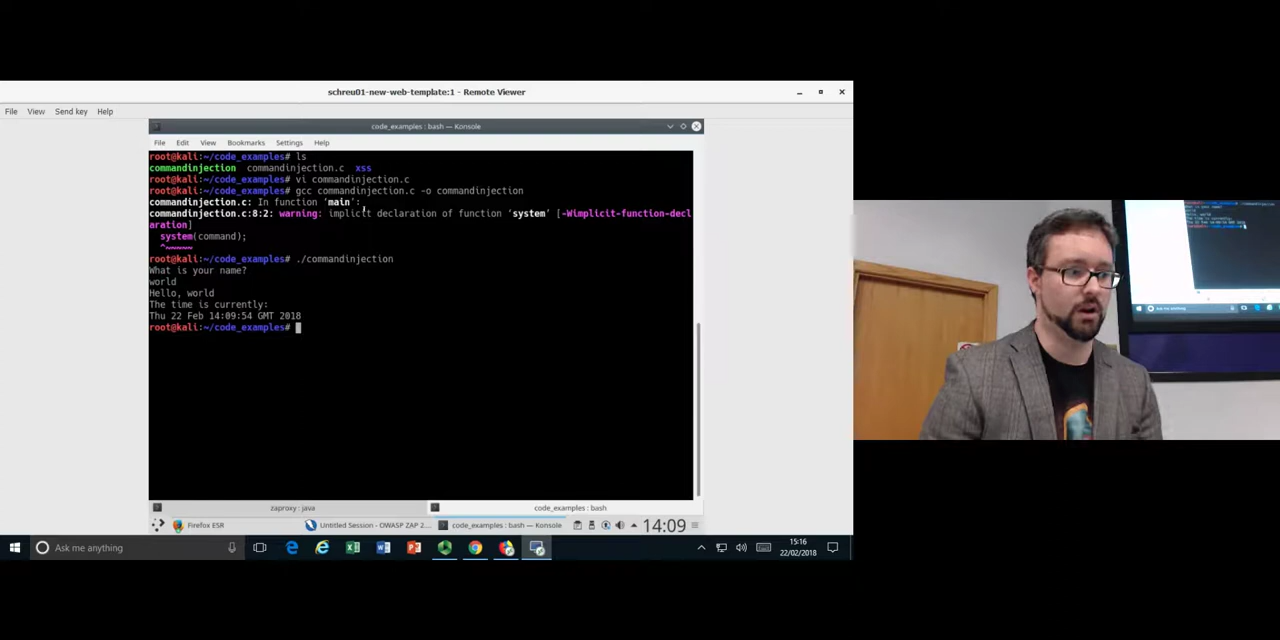 schreu01-new-web-template:1 - Remote Viewer
File View Send key Help
code_examples : bash — Konsole
File Edit View Bookmarks Settings Help
root@kali:~/code_examples# ls
commandinjection commandinjection.c xss
root@kali:~/code_examples# vi commandinjection.c
root@kali:~/code_examples# gcc commandinjection.c -o commandinjection
commandinjection.c: In function ‘main’:
commandinjection.c:8:2: warning: implicit declaration of function ‘system’ [-Wimplicit-function-decl
aration]
system(command);
^~~~~~
root@kali:~/code_examples# ./commandinjection
What is your name?
world
Hello, world
The time is currently:
Thu 22 Feb 14:09:54 GMT 2018
root@kali:~/code_examples#
zaproxy : java
code_examples : bash
Firefox ESR
Untitled Session - OWASP ZAP 2....
code_examples : bash — Konsole
14:09
Ask me anything
15:16
22/02/2018
Ask me anything